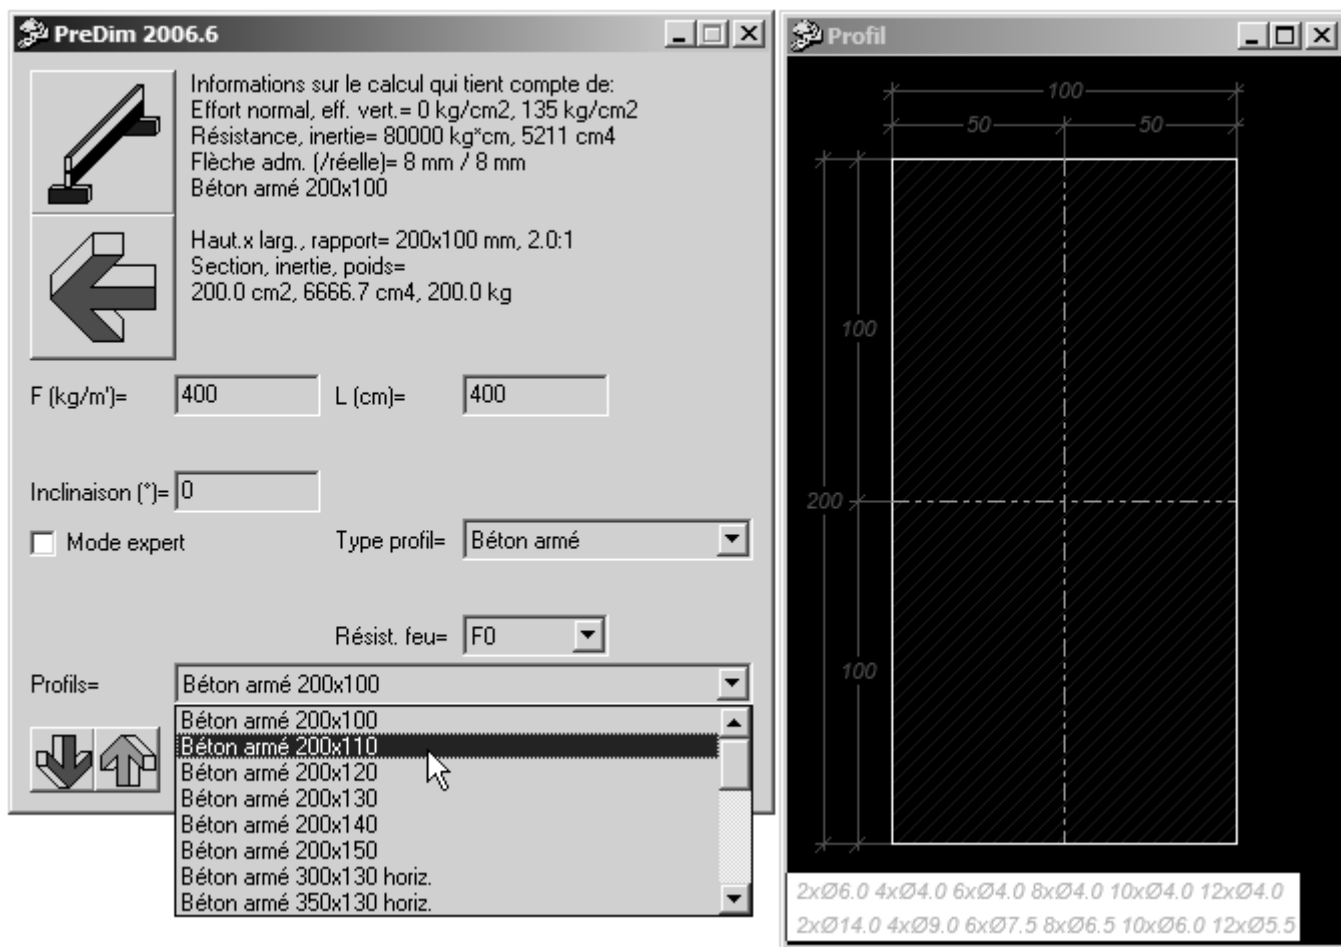 PreDim 2006.6
Informations sur le calcul qui tient compte de:
Effort normal, eff. vert.= 0 kg/cm2, 135 kg/cm2
Résistance, inertie= 80000 kg*cm, 5211 cm4
Flèche adm. (/réelle)= 8 mm / 8 mm
Béton armé 200x100
Haut.x larg., rapport= 200x100 mm, 2.0:1
Section, inertie, poids=
200.0 cm2, 6666.7 cm4, 200.0 kg
F (kg/m')= 400 L (cm)= 400
Inclinaison (°)= 0
Mode expert Type profil= Béton armé
Résist. feu= F0
Profils= Béton armé 200x100
Béton armé 200x100
Béton armé 200x110
Béton armé 200x120
Béton armé 200x130
Béton armé 200x140
Béton armé 200x150
Béton armé 300x130 horiz.
Béton armé 350x130 horiz.
Profil
100
50 50
100
200
100
2xØ6.0 4xØ4.0 6xØ4.0 8xØ4.0 10xØ4.0 12xØ4.0
2xØ14.0 4xØ9.0 6xØ7.5 8xØ6.5 10xØ6.0 12xØ5.5